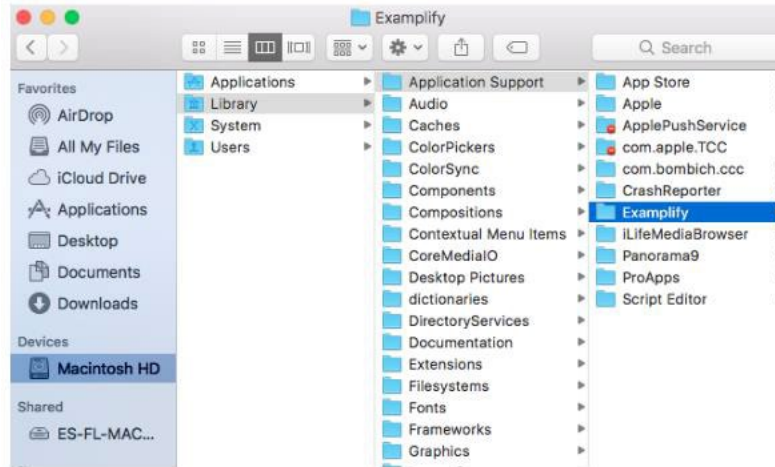 Examplify
Search
Favorites
AirDrop
All My Files
iCloud Drive
Applications
Desktop
Documents
Downloads
Devices
Macintosh HD
Shared
ES-FL-MAC...
Applications
Library
System
Users
Application Support
Audio
Caches
ColorPickers
ColorSync
Components
Compositions
Contextual Menu Items
CoreMediaIO
Desktop Pictures
dictionaries
DirectoryServices
Documentation
Extensions
Filesystems
Fonts
Frameworks
Graphics
App Store
Apple
ApplePushService
com.apple.TCC
com.bombich.ccc
CrashReporter
Examplify
iLifeMediaBrowser
Panorama9
ProApps
Script Editor